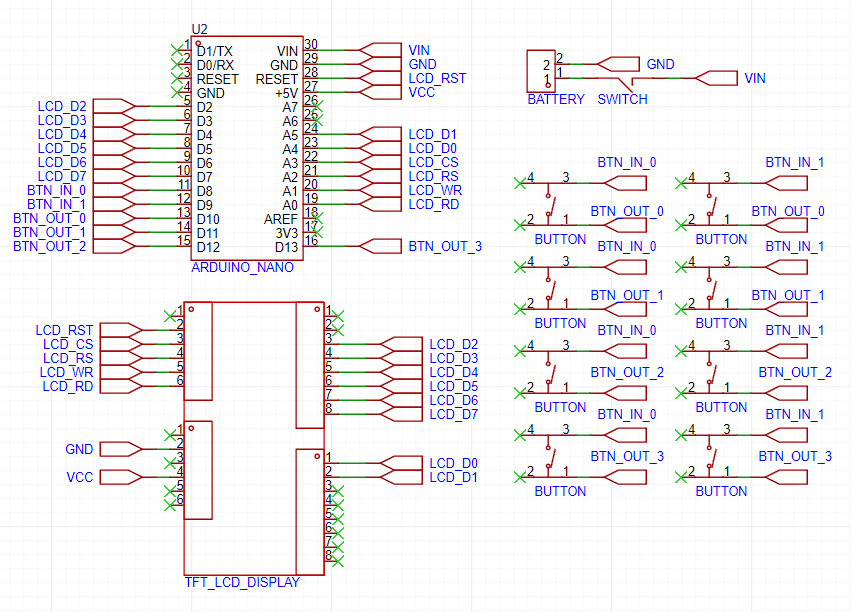 U2
1 D1/TX VIN 30 VIN
2 D0/RX GND 29 GND
3 RESET RESET 28 LCD_RST
4 GND +5V 27 VCC
LCD_D2 5 D2 A7 26
LCD_D3 6 D3 A6 25
LCD_D4 7 D4 A5 24 LCD_D1
LCD_D5 8 D5 A4 23 LCD_D0
LCD_D6 9 D6 A3 22 LCD_CS
LCD_D7 10 D7 A2 21 LCD_RS
BTN_IN_0 11 D8 A1 20 LCD_WR
BTN_IN_1 12 D9 A0 19 LCD_RD
BTN_OUT_0 13 D10 AREF 18
BTN_OUT_1 14 D11 3V3 17
BTN_OUT_2 15 D12 D13 16 BTN_OUT_3
ARDUINO_NANO
1 1
LCD_RST 2 2
LCD_CS 3 3 LCD_D2
LCD_RS 4 4 LCD_D3
LCD_WR 5 5 LCD_D4
LCD_RD 6 6 LCD_D5
7 LCD_D6
8 LCD_D7
1
GND 2
3 1 LCD_D0
VCC 4 2 LCD_D1
5 3
6 4
5
6
7
8
TFT_LCD_DISPLAY
2 2 GND
1 1 VIN
BATTERY SWITCH
BTN_IN_0 BTN_IN_1
4 3 4 3
BTN_OUT_0 BTN_OUT_0
2 1 2 1
BUTTON BUTTON
BTN_IN_0 BTN_IN_1
4 3 4 3
BTN_OUT_1 BTN_OUT_1
2 1 2 1
BUTTON BUTTON
BTN_IN_0 BTN_IN_1
4 3 4 3
BTN_OUT_2 BTN_OUT_2
2 1 2 1
BUTTON BUTTON
BTN_IN_0 BTN_IN_1
4 3 4 3
BTN_OUT_3 BTN_OUT_3
2 1 2 1
BUTTON BUTTON